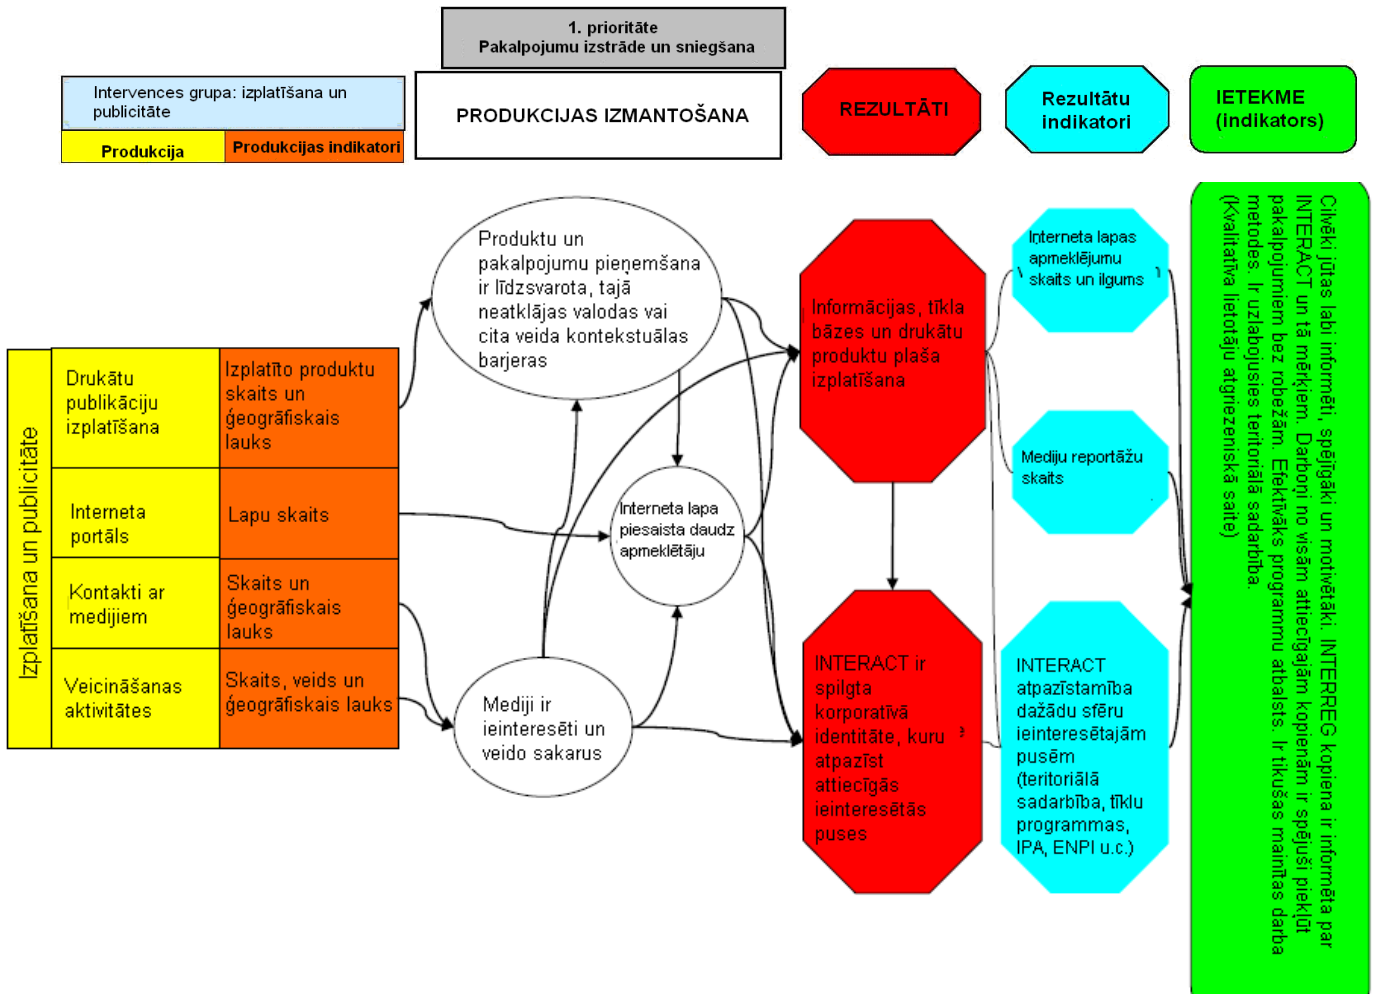 1. prioritāte
Pakalpojumu izstrāde un sniegšana
Intervences grupa: izplatīšana un
publicitāte
Produkcija
Produkcijas indikatori
PRODUKCIJAS IZMANTOŠANA
REZULTĀTI
Rezultātu
indikatori
IETEKME
(indikators)
Izplatīšana un publicitāte
Drukātu
publikāciju
izplatīšana
Izplatīto produktu
skaits un
ģeogrāfiskais
lauks
Interneta
portāls
Lapu skaits
Kontakti ar
medijiem
Skaits un
ģeogrāfiskais
lauks
Veicināšanas
aktivitātes
Skaits, veids un
ģeogrāfiskais lauks
Produktu un
pakalpojumu pieņemšana
ir līdzsvarota, tajā
neatklājas valodas vai
cita veida kontekstuālas
barjeras
Interneta lapa
piesaista daudz
apmeklētāju
Mediji ir
ieinteresēti un
veido sakarus
Informācijas, tīkla
bāzes un drukātu
produktu plaša
izplatīšana
INTERACT ir
spilgta
korporatīvā
identitāte, kuru
atpazīst
attiecīgās
ieinteresētās
puses
Interneta lapas
apmeklējumu
skaits un ilgums
Mediju reportāžu
skaits
INTERACT
atpazīstamība
dažādu sfēru
ieinteresētajām
pusēm
(teritoriālā
sadarbība, tīklu
programmas,
IPA, ENPI u.c.)
Cilvēki jūtas labi informēti, spējīgāki un motivētāki. INTERREG kopiena ir informēta par
INTERACT un tā mērķiem. Darboņi no visām attiecīgajām kopienām ir spējuši piekļūt
pakalpojumiem bez robežām. Efektīvāks programmu atbalsts. Ir tikušas mainītas darba
metodes. Ir uzlabojusies teritoriālā sadarbība.
(Kvalitatīva lietotāju atgriezeniskā saite)